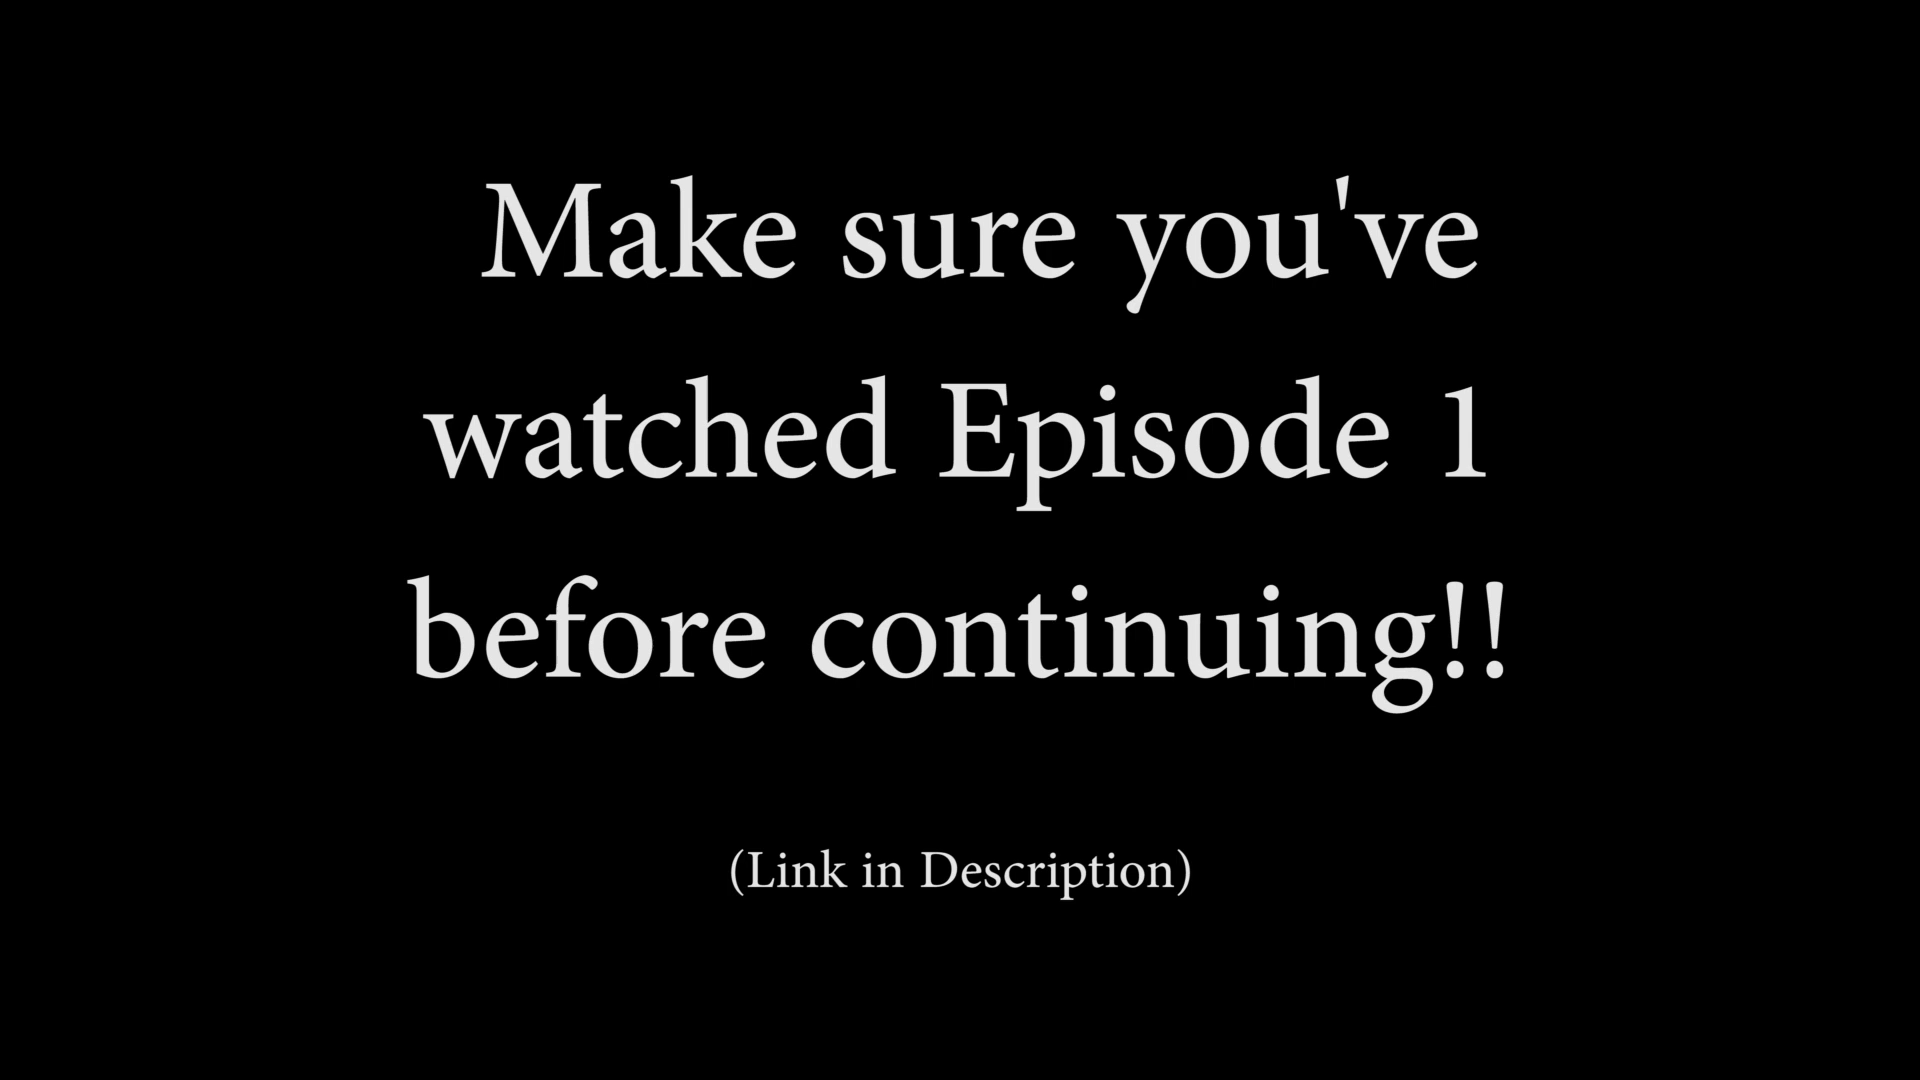 Make sure you've
watched Episode 1
before continuing!!
(Link in Description)